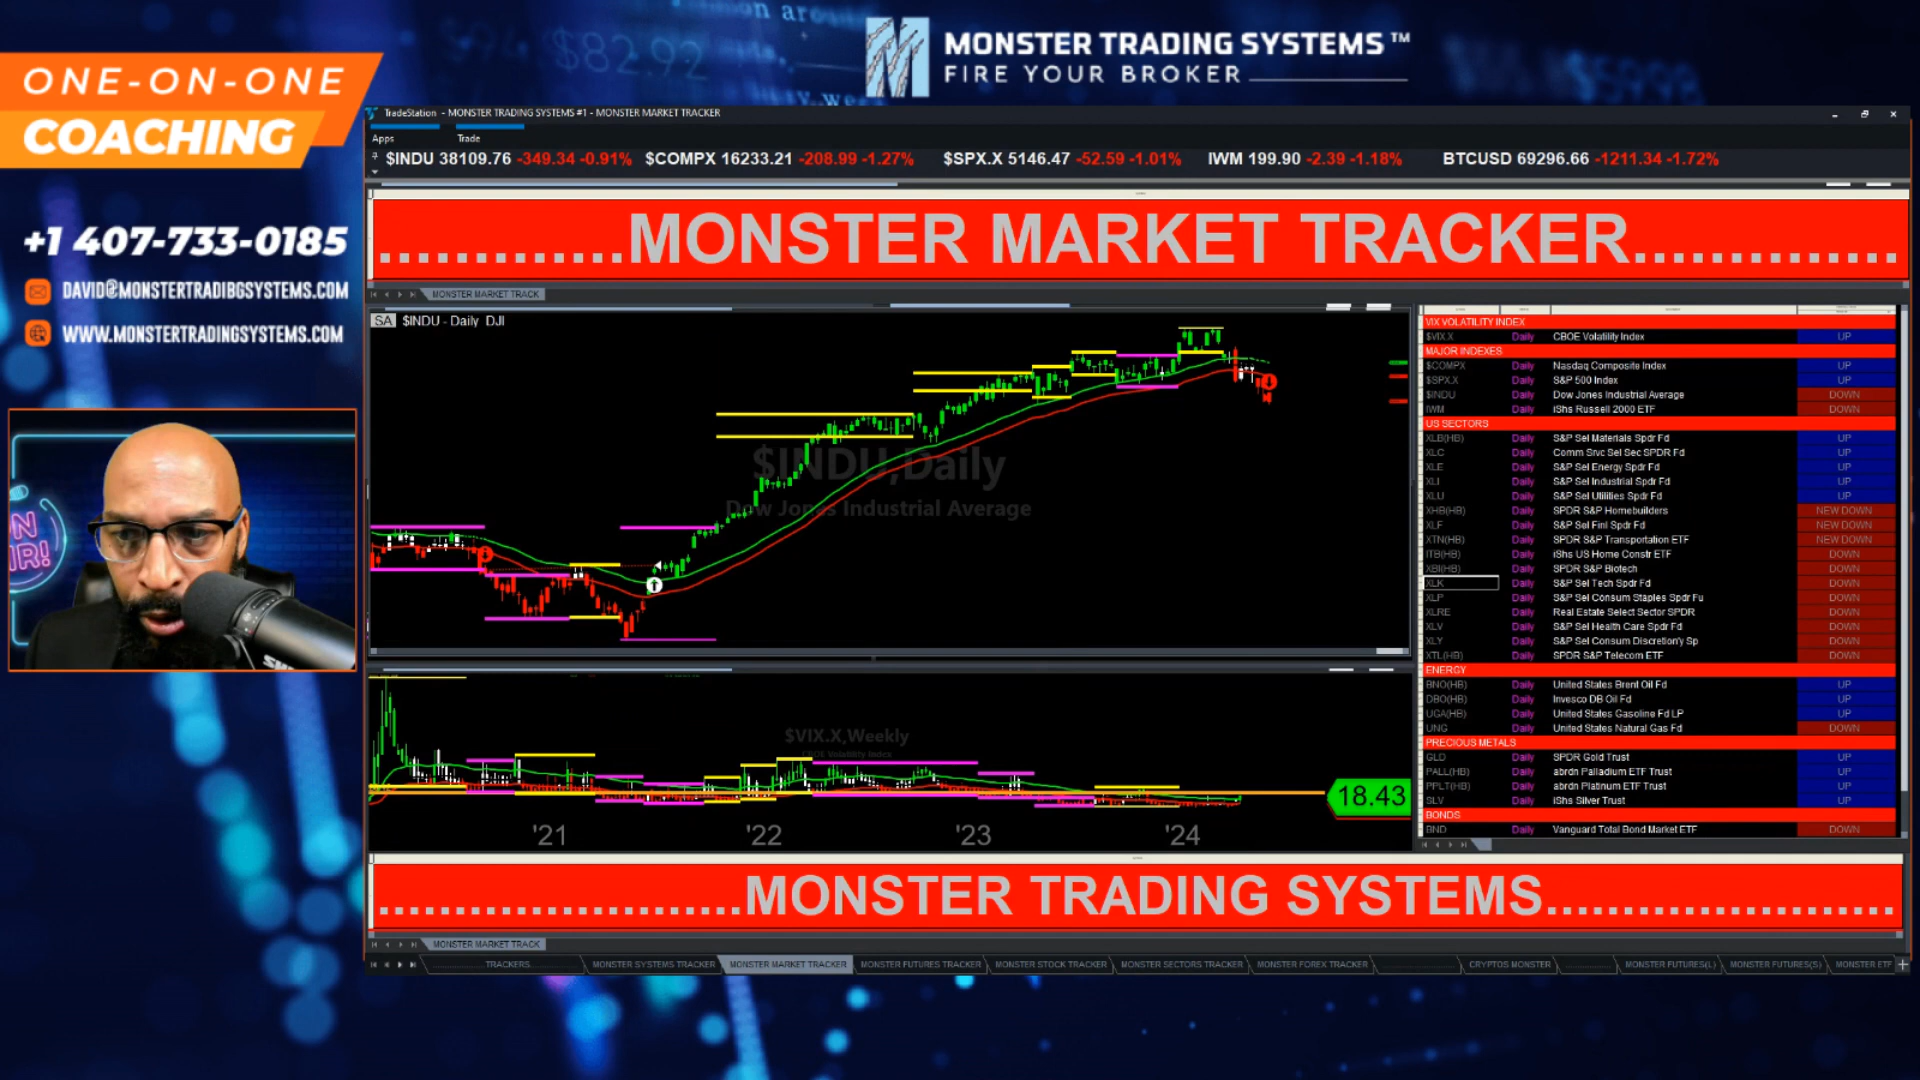 ONE-ON-ONE
COACHING
+1 407-733-0185
DAVID@MONSTERTRADIBGSYSTEMS.COM
WWW.MONSTERTRADINGSYSTEMS.COM
MONSTER TRADING SYSTEMS™
FIRE YOUR BROKER
TradeStation - MONSTER TRADING SYSTEMS #1 - MONSTER MARKET TRACKER
Apps Trade
$INDU 38109.76 -349.34 -0.91% $COMPX 16233.21 -208.99 -1.27% $SPX.X 5146.47 -52.59 -1.01% IWM 199.90 -2.39 -1.18% BTCUSD 69296.66 -1211.34 -1.72%
..............MONSTER MARKET TRACKER...............
MONSTER MARKET TRACK
SA $INDU - Daily DJI
$INDU,Daily
Dow Jones Industrial Average
$VIX.X,Weekly
CBOE Volatility Index
18.43
'21 '22 '23 '24
VIX VOLATILITY INDEX
$VIX.X Daily CBOE Volatility Index UP
MAJOR INDEXES
$COMPX Daily Nasdaq Composite Index UP
$SPX.X Daily S&P 500 Index UP
$INDU Daily Dow Jones Industrial Average DOWN
IWM Daily iShs Russell 2000 ETF DOWN
US SECTORS
XLB(HB) Daily S&P Sel Materials Spdr Fd UP
XLC Daily Comm Srvc Sel Sec SPDR Fd UP
XLE Daily S&P Sel Energy Spdr Fd UP
XLI Daily S&P Sel Industrial Spdr Fd UP
XLU Daily S&P Sel Utilities Spdr Fd UP
XHB(HB) Daily SPDR S&P Homebuilders NEW DOWN
XLF Daily S&P Sel Finl Spdr Fd NEW DOWN
XTN(HB) Daily SPDR S&P Transportation ETF NEW DOWN
ITB(HB) Daily iShs US Home Constr ETF DOWN
XBI(HB) Daily SPDR S&P Biotech DOWN
XLK Daily S&P Sel Tech Spdr Fd DOWN
XLP Daily S&P Sel Consum Staples Spdr Fu DOWN
XLRE Daily Real Estate Select Sector SPDR DOWN
XLV Daily S&P Sel Health Care Spdr Fd DOWN
XLY Daily S&P Sel Consum Discretion'y Sp DOWN
XTL(HB) Daily SPDR S&P Telecom ETF DOWN
ENERGY
BNO(HB) Daily United States Brent Oil Fd UP
DBO(HB) Daily Invesco DB Oil Fd UP
UGA(HB) Daily United States Gasoline Fd LP UP
UNG Daily United States Natural Gas Fd DOWN
PRECIOUS METALS
GLD Daily SPDR Gold Trust UP
PALL(HB) Daily abrdn Palladium ETF Trust UP
PPLT(HB) Daily abrdn Platinum ETF Trust UP
SLV Daily iShs Silver Trust UP
BONDS
BND Daily Vanguard Total Bond Market ETF DOWN
.......................MONSTER TRADING SYSTEMS......................
MONSTER MARKET TRACK
TRACKERS MONSTER SYSTEMS TRACKER MONSTER MARKET TRACKER MONSTER FUTURES TRACKER MONSTER STOCK TRACKER MONSTER SECTORS TRACKER MONSTER FOREX TRACKER CRYPTOS MONSTER MONSTER FUTURES(L) MONSTER FUTURES(S) MONSTER ETF